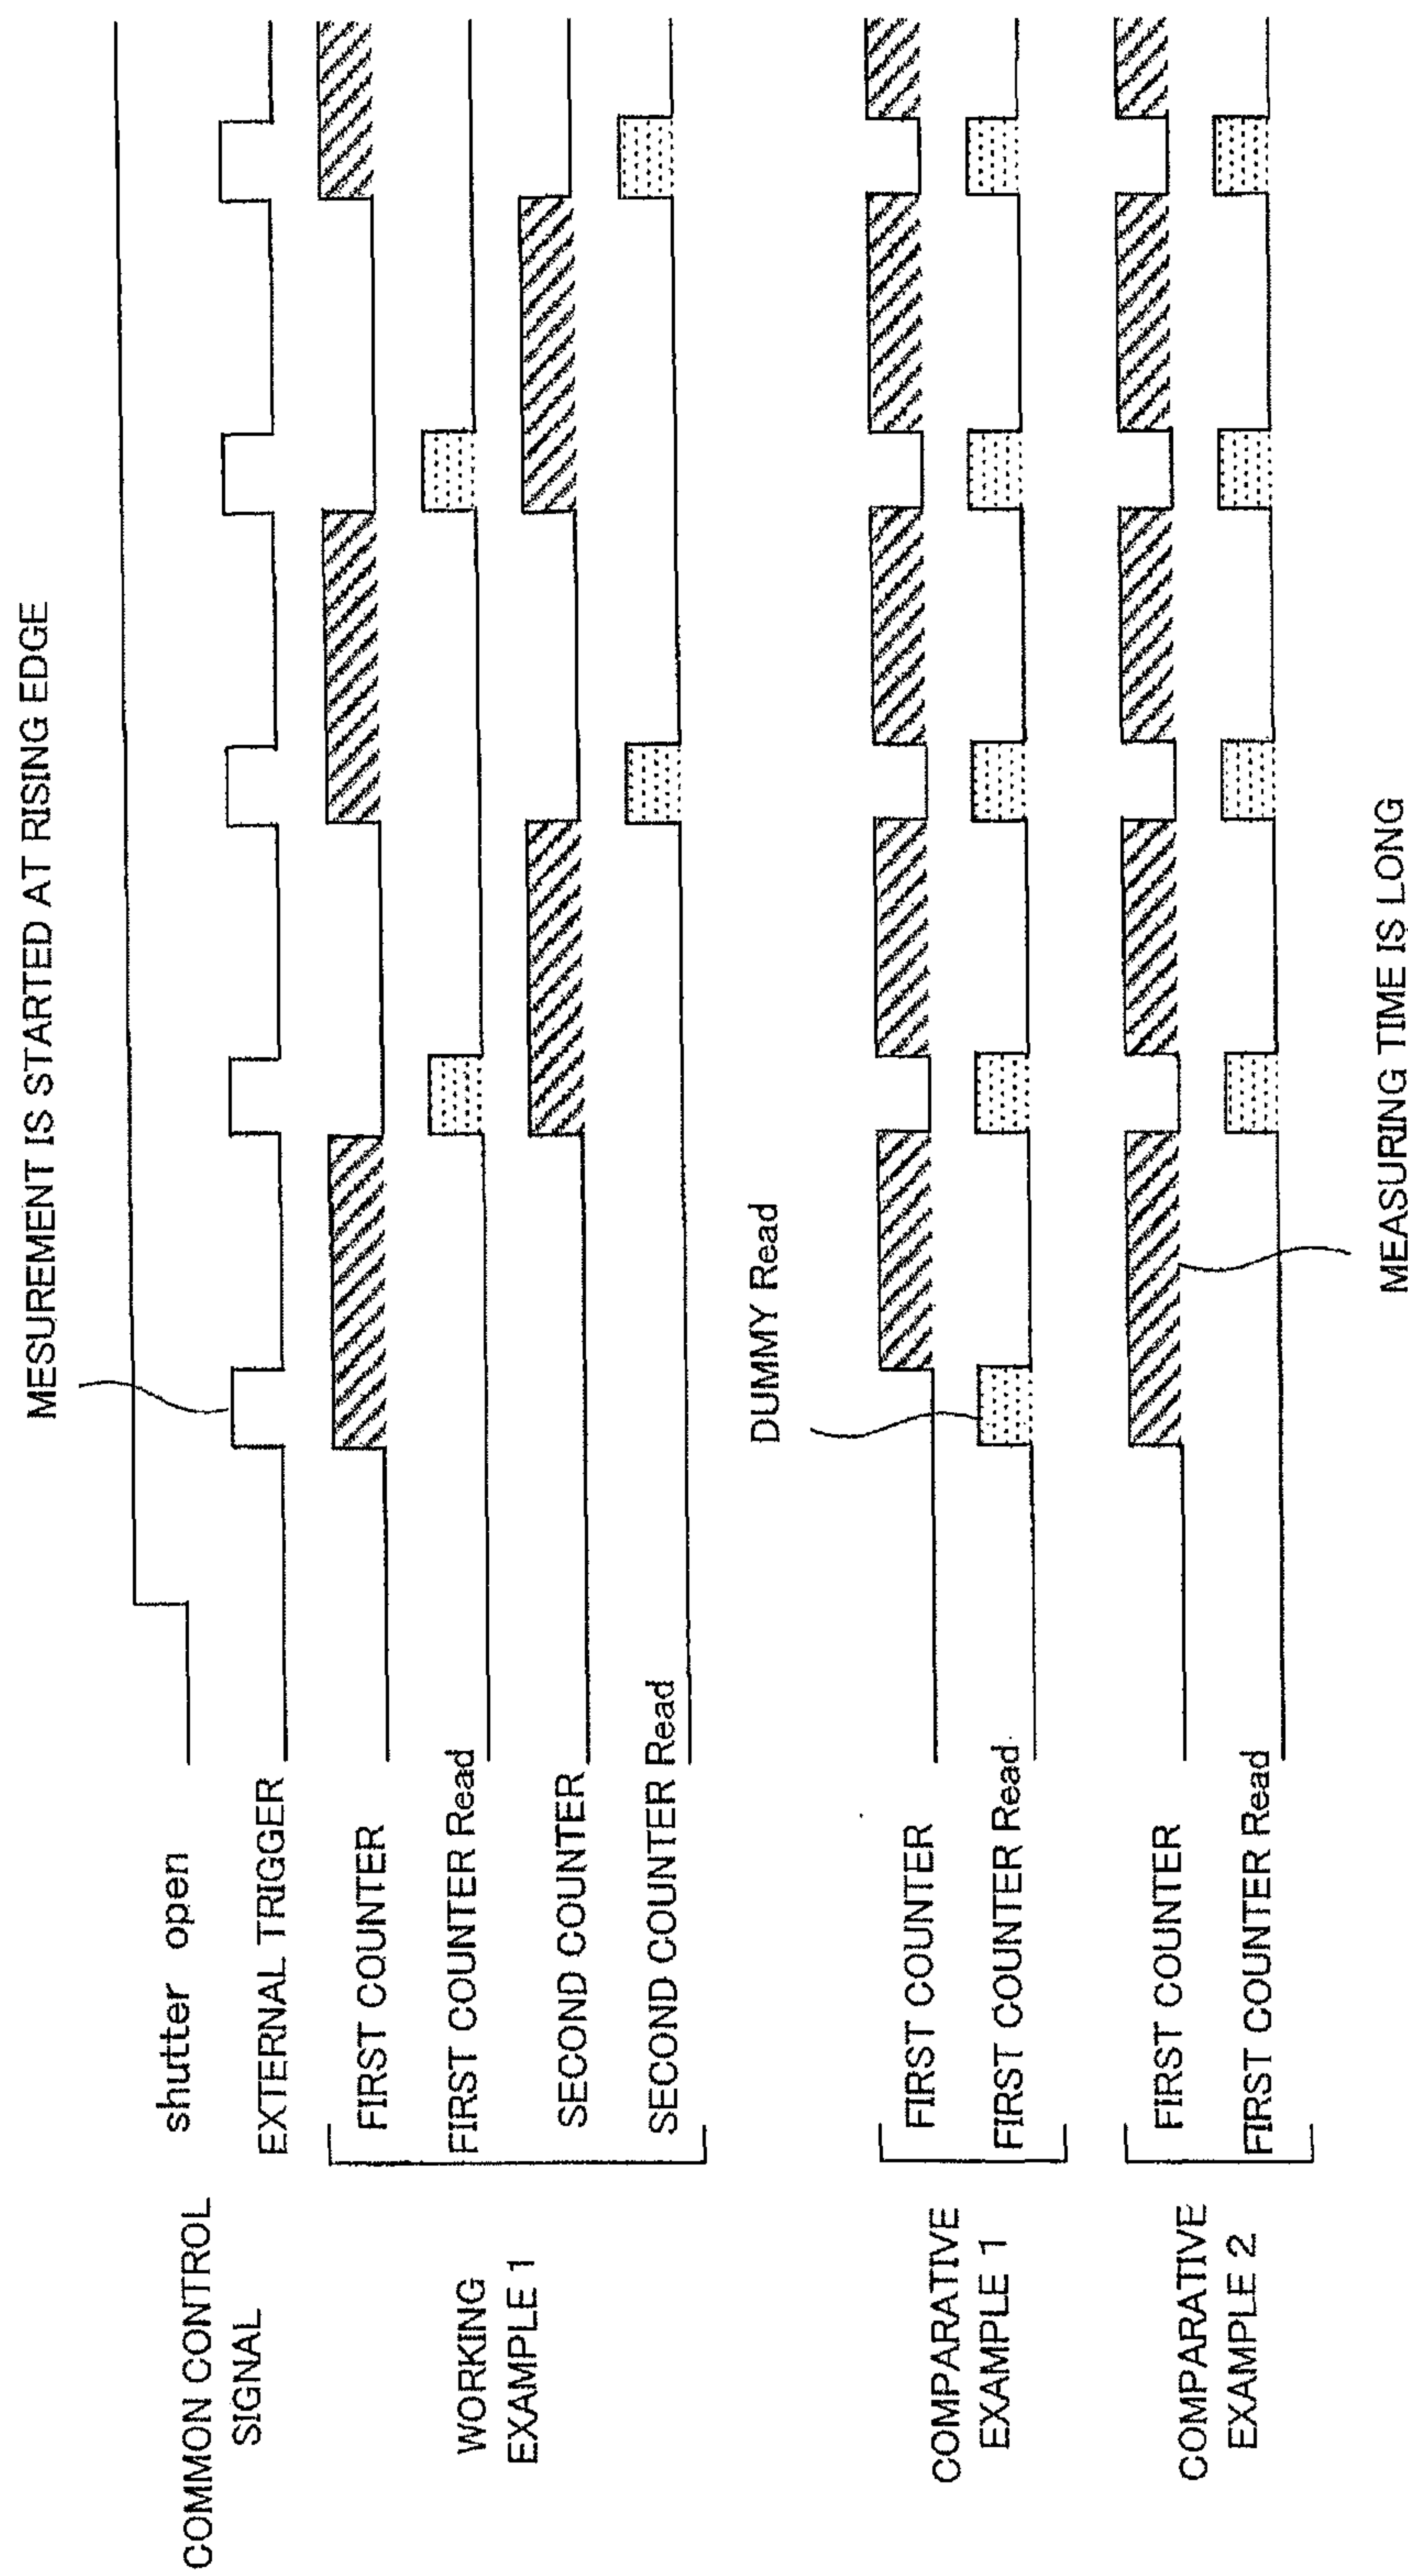 MESUREMENT IS STARTED AT RISING EDGE
COMMON CONTROL
SIGNAL
shutter open
EXTERNAL TRIGGER
WORKING
EXAMPLE 1
FIRST COUNTER
FIRST COUNTER Read
SECOND COUNTER
SECOND COUNTER Read
DUMMY Read
COMPARATIVE
EXAMPLE 1
FIRST COUNTER
FIRST COUNTER Read
COMPARATIVE
EXAMPLE 2
FIRST COUNTER
FIRST COUNTER Read
MEASURING TIME IS LONG